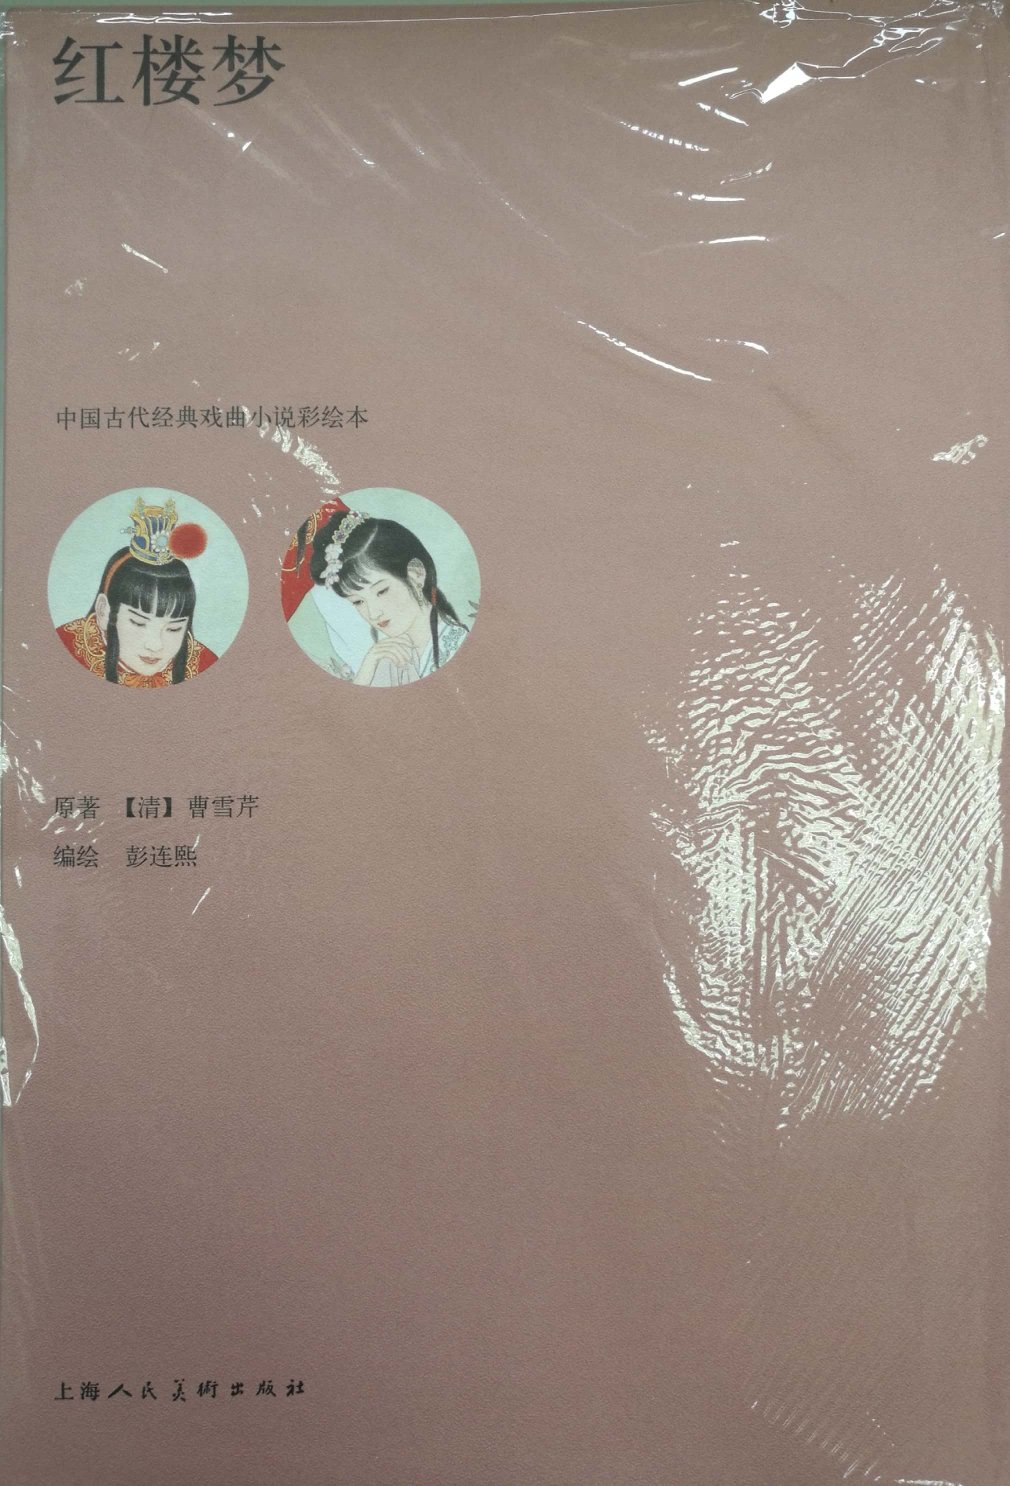 红楼梦
中国古代经典戏曲小说彩绘本
原著 【清】曹雪芹
编绘 彭连熙
上海人民美術出版社